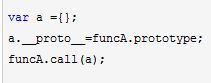 var a ={};
a.__proto__=funcA.prototype;
funcA.call(a);